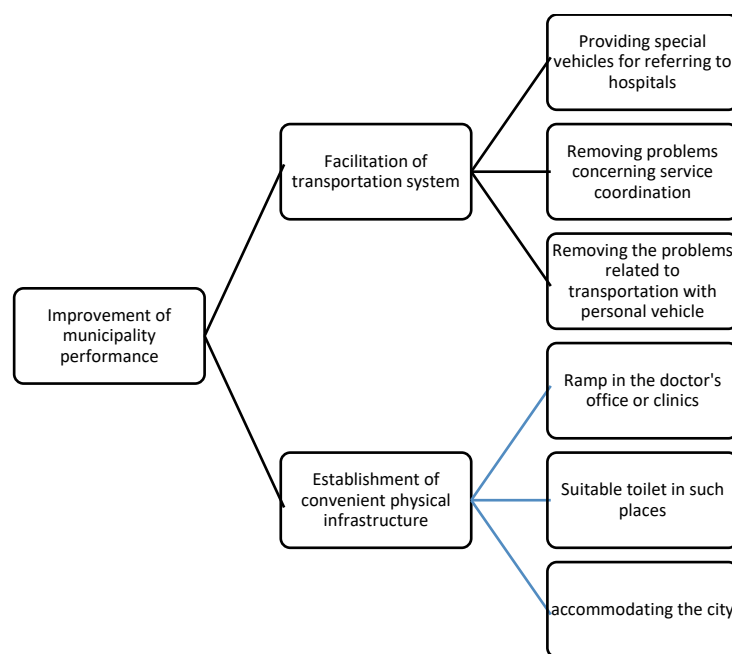 Improvement of
municipality
performance
Facilitation of
transportation system
Providing special
vehicles for referring to
hospitals
Removing problems
concerning service
coordination
Removing the problems
related to
transportation with
personal vehicle
Establishment of
convenient physical
infrastructure
Ramp in the doctor's
office or clinics
Suitable toilet in such
places
accommodating the city